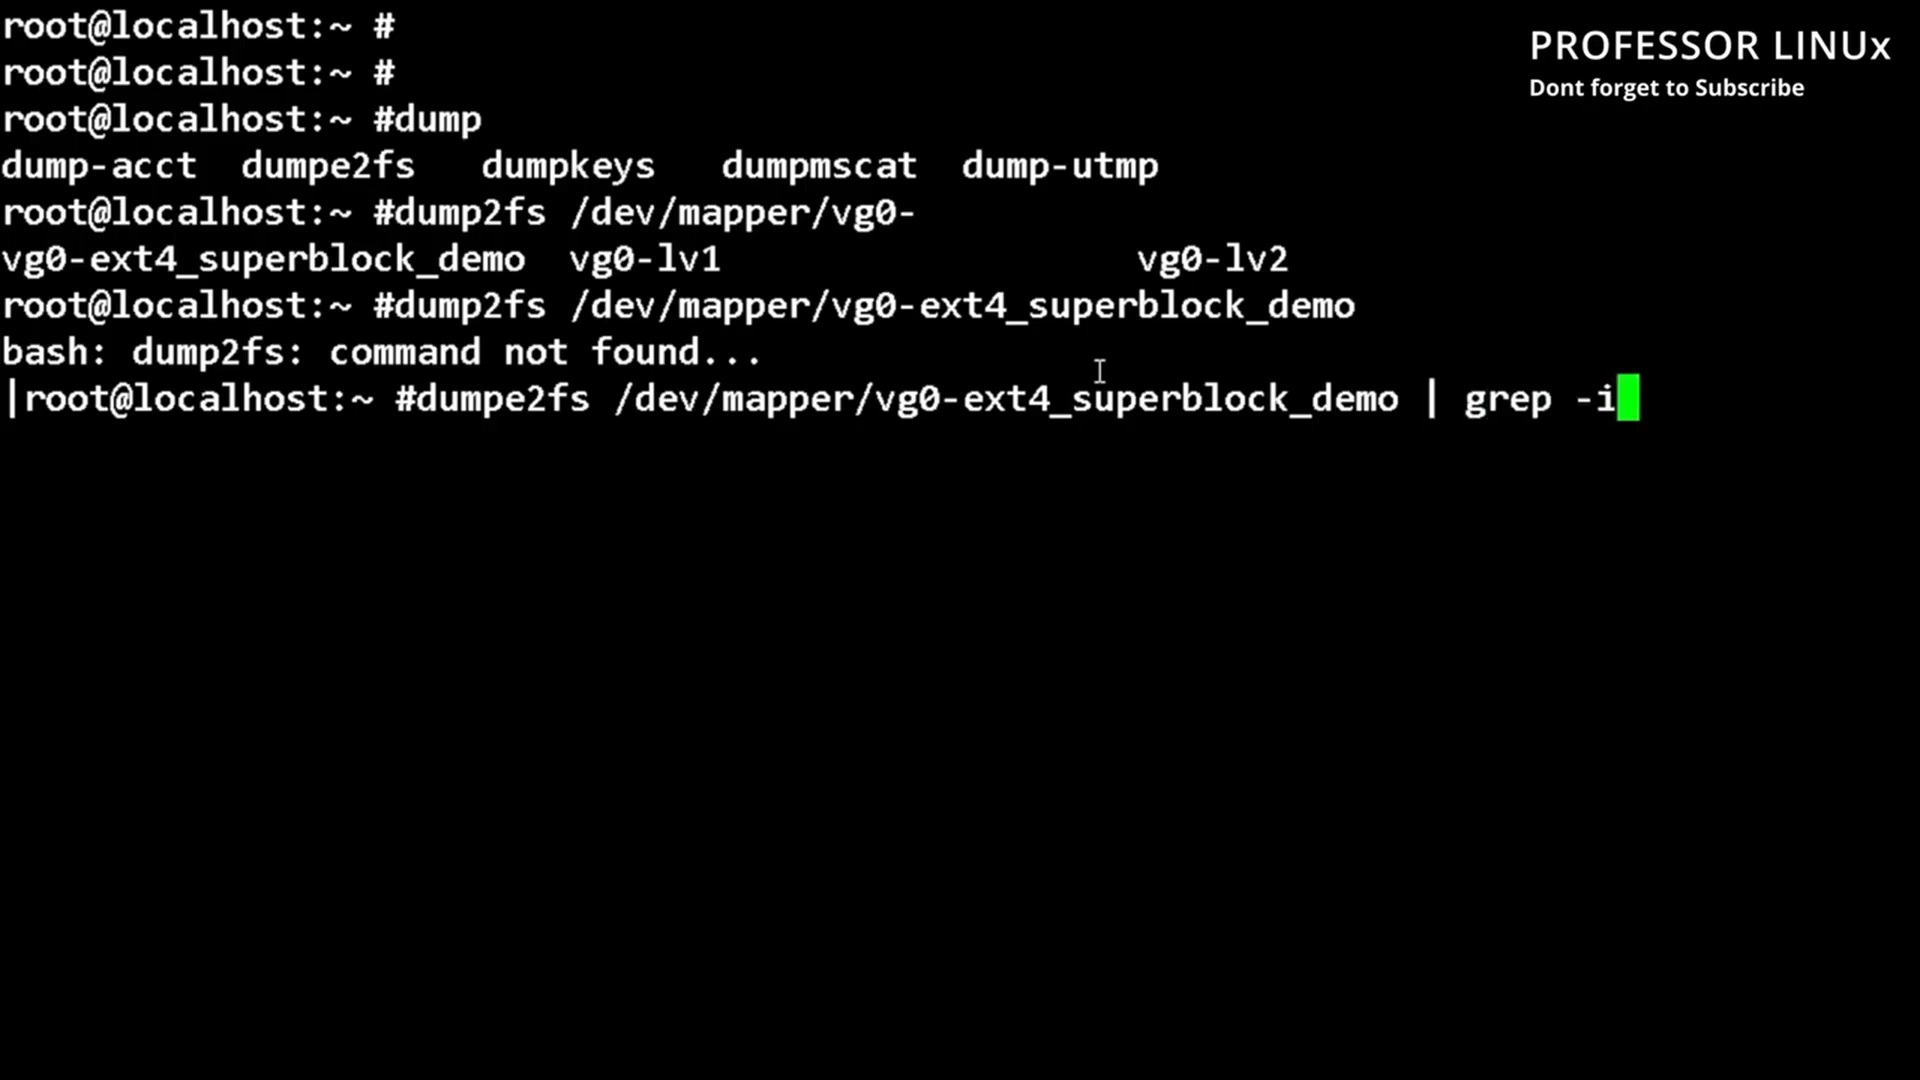 root@localhost:~ #
root@localhost:~ #
root@localhost:~ #dump
dump-acct  dumpe2fs   dumpkeys   dumpmscat  dump-utmp
root@localhost:~ #dump2fs /dev/mapper/vg0-
vg0-ext4_superblock_demo  vg0-lv1                   vg0-lv2
root@localhost:~ #dump2fs /dev/mapper/vg0-ext4_superblock_demo
bash: dump2fs: command not found...
|root@localhost:~ #dumpe2fs /dev/mapper/vg0-ext4_superblock_demo | grep -i
PROFESSOR LINUx
Dont forget to Subscribe